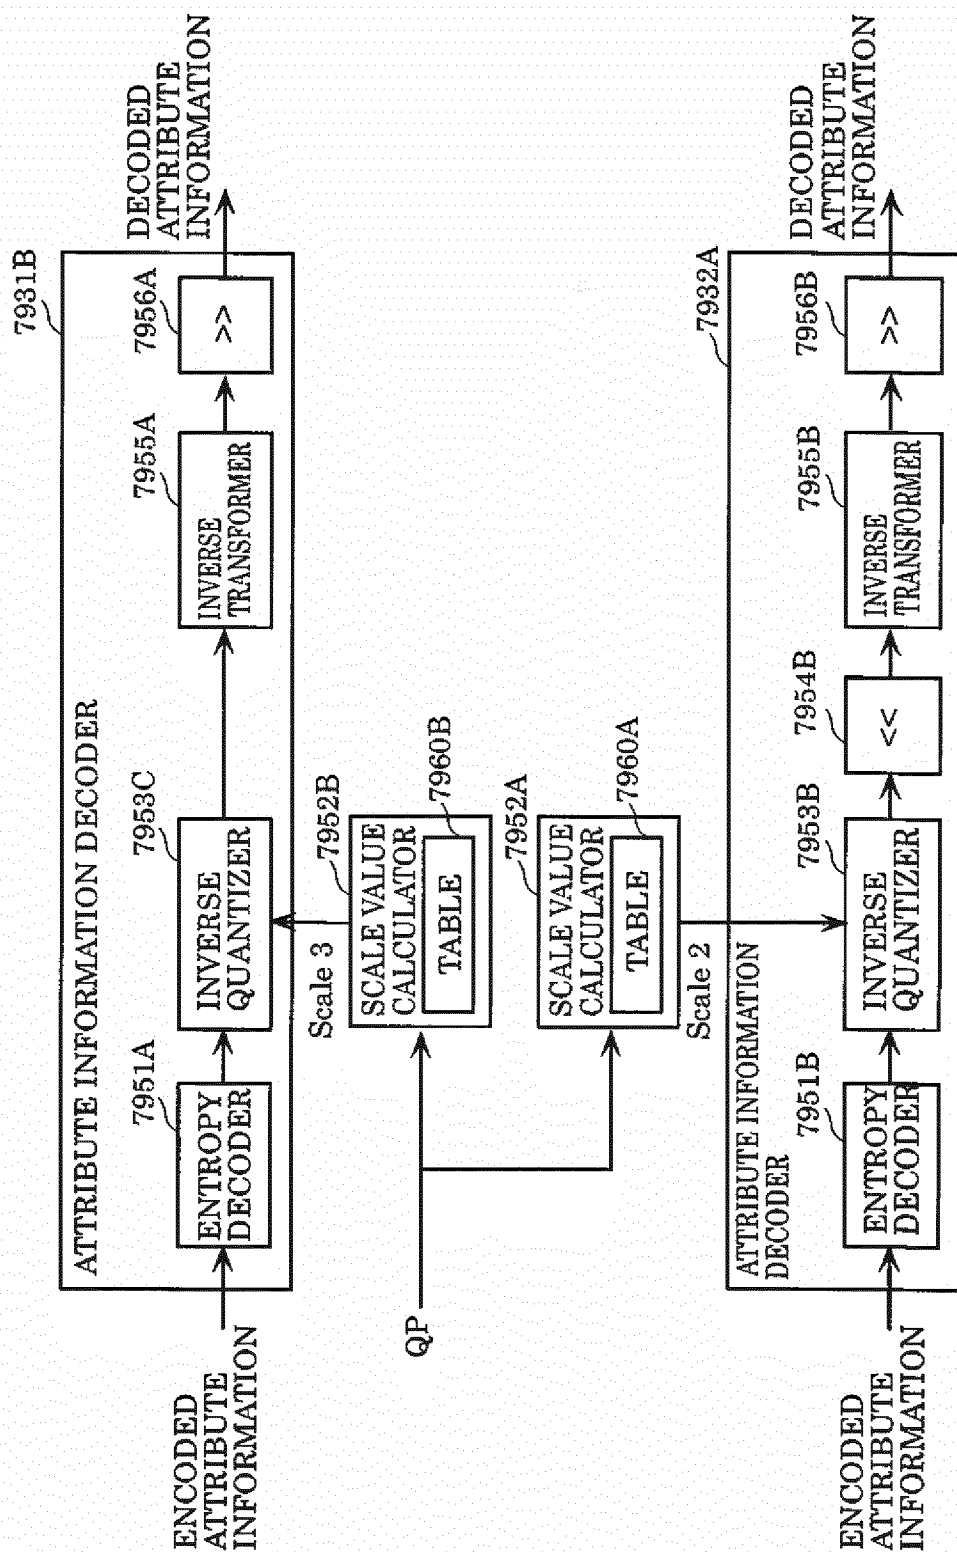 7931B
ATTRIBUTE INFORMATION DECODER
ENCODED
ATTRIBUTE
INFORMATION
7951A
ENTROPY
DECODER
7953C
INVERSE
QUANTIZER
7955A
INVERSE
TRANSFORMER
7956A
>>
DECODED
ATTRIBUTE
INFORMATION
Scale 3
7952B
SCALE VALUE
CALCULATOR
7960B
TABLE
QP
7952A
SCALE VALUE
CALCULATOR
7960A
TABLE
Scale 2
7932A
ATTRIBUTE INFORMATION
DECODER
ENCODED
ATTRIBUTE
INFORMATION
7951B
ENTROPY
DECODER
7953B
INVERSE
QUANTIZER
7954B
<<
7955B
INVERSE
TRANSFORMER
7956B
>>
DECODED
ATTRIBUTE
INFORMATION